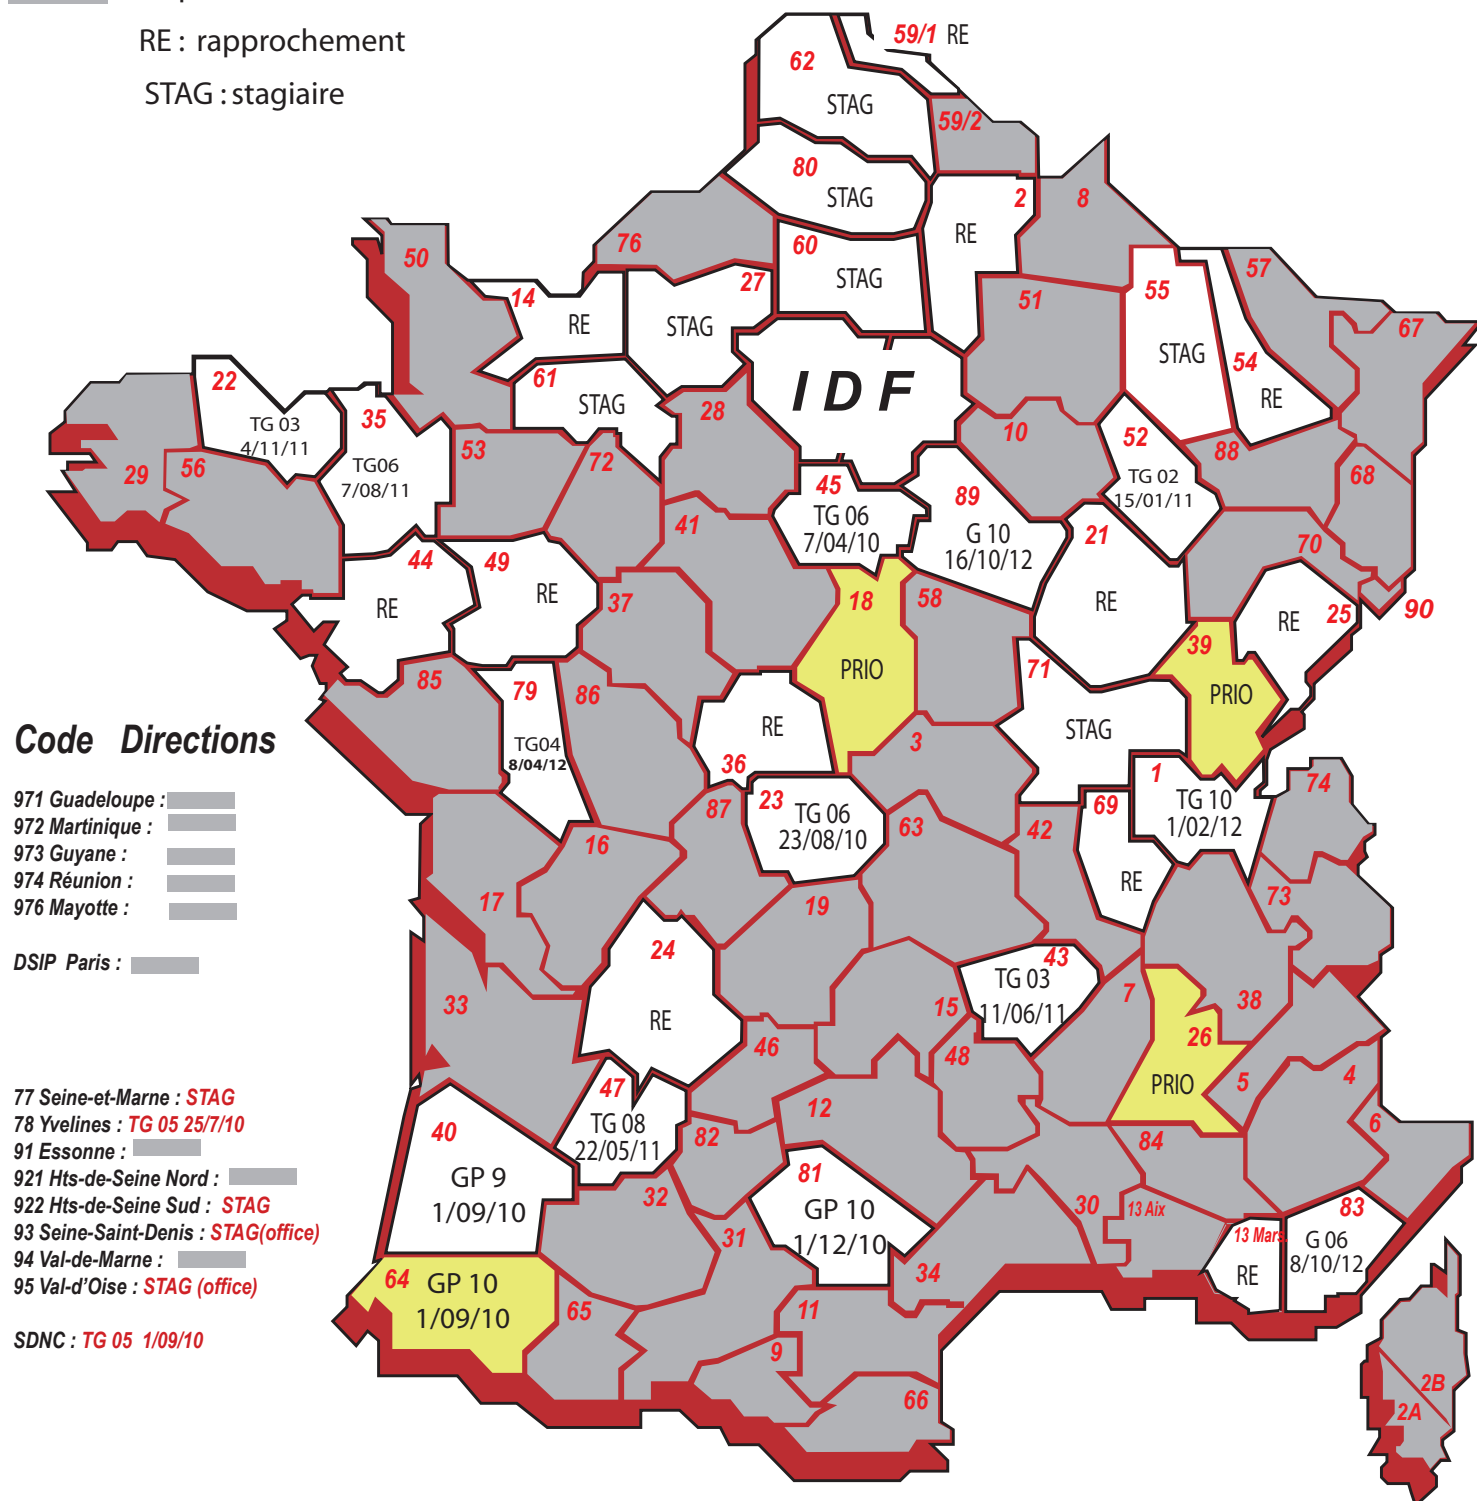 RE : rapprochement
STAG : stagiaire
59/1 RE
62
STAG
59/2
80
STAG
2
RE
8
76
60
STAG
50
27
STAG
14
RE
51
55
STAG
57
67
54
RE
IDF
61
STAG
22
TG 03
4/11/11
35
TG06
7/08/11
28
10
52
TG 02
15/01/11
88
68
29
56
53
72
45
TG 06
7/04/10
89
G 10
16/10/12
21
RE
41
70
44
RE
49
RE
37
18
PRIO
58
25
RE
90
39
PRIO
71
STAG
85
79
TG04
8/04/12
86
36
RE
3
Code Directions
971 Guadeloupe :
972 Martinique :
973 Guyane :
974 Réunion :
976 Mayotte :
DSIP Paris :
1
TG 10
1/02/12
74
69
RE
87
23
TG 06
23/08/10
63
42
16
17
19
73
24
RE
43
TG 03
11/06/11
33
15
7
38
26
PRIO
46
48
5
4
77 Seine-et-Marne : STAG
78 Yvelines : TG 05 25/7/10
91 Essonne :
921 Hts-de-Seine Nord :
922 Hts-de-Seine Sud : STAG
93 Seine-Saint-Denis : STAG(office)
94 Val-de-Marne :
95 Val-d'Oise : STAG (office)
SDNC : TG 05 1/09/10
47
TG 08
22/05/11
12
6
40
GP 9
1/09/10
82
84
81
GP 10
1/12/10
32
30
13 Aix
13 Mars.
RE
83
G 06
8/10/12
31
34
64
GP 10
1/09/10
65
11
9
66
2B
2A